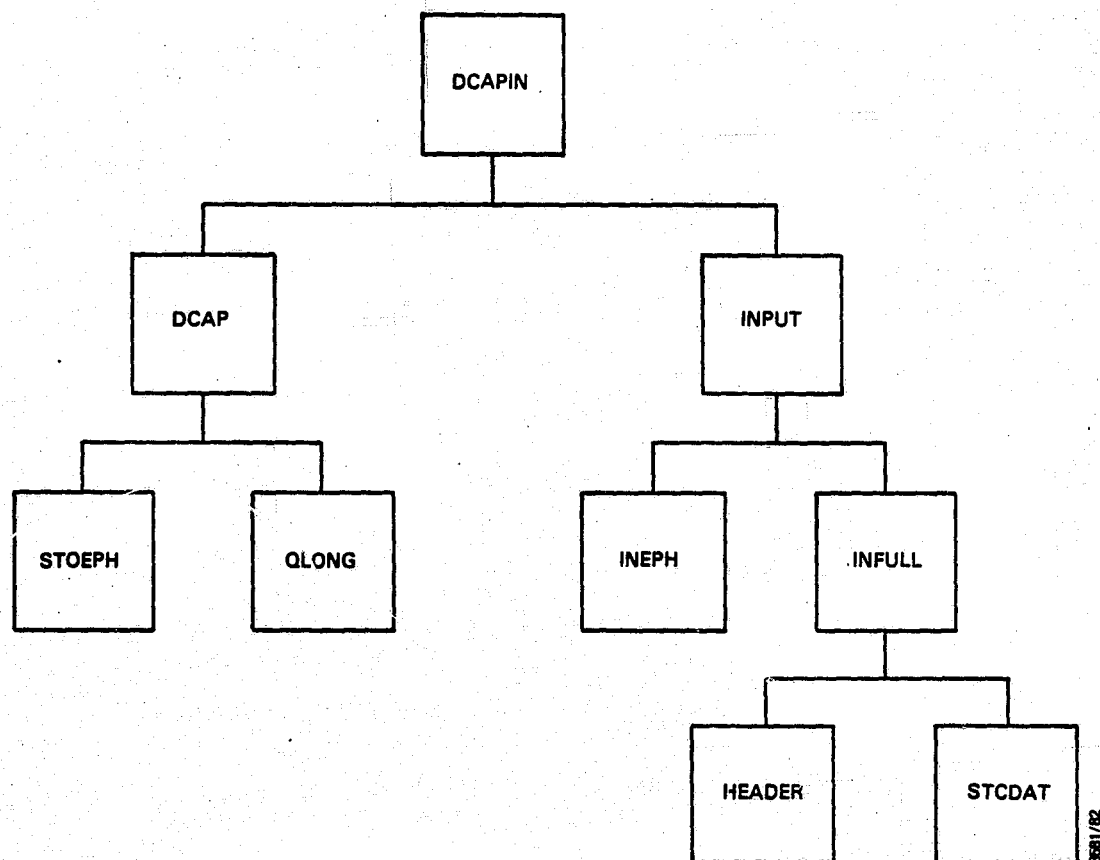 DCAPIN
DCAP
INPUT
STOEPH
QLONG
INEPH
INFULL
HEADER
STCDAT